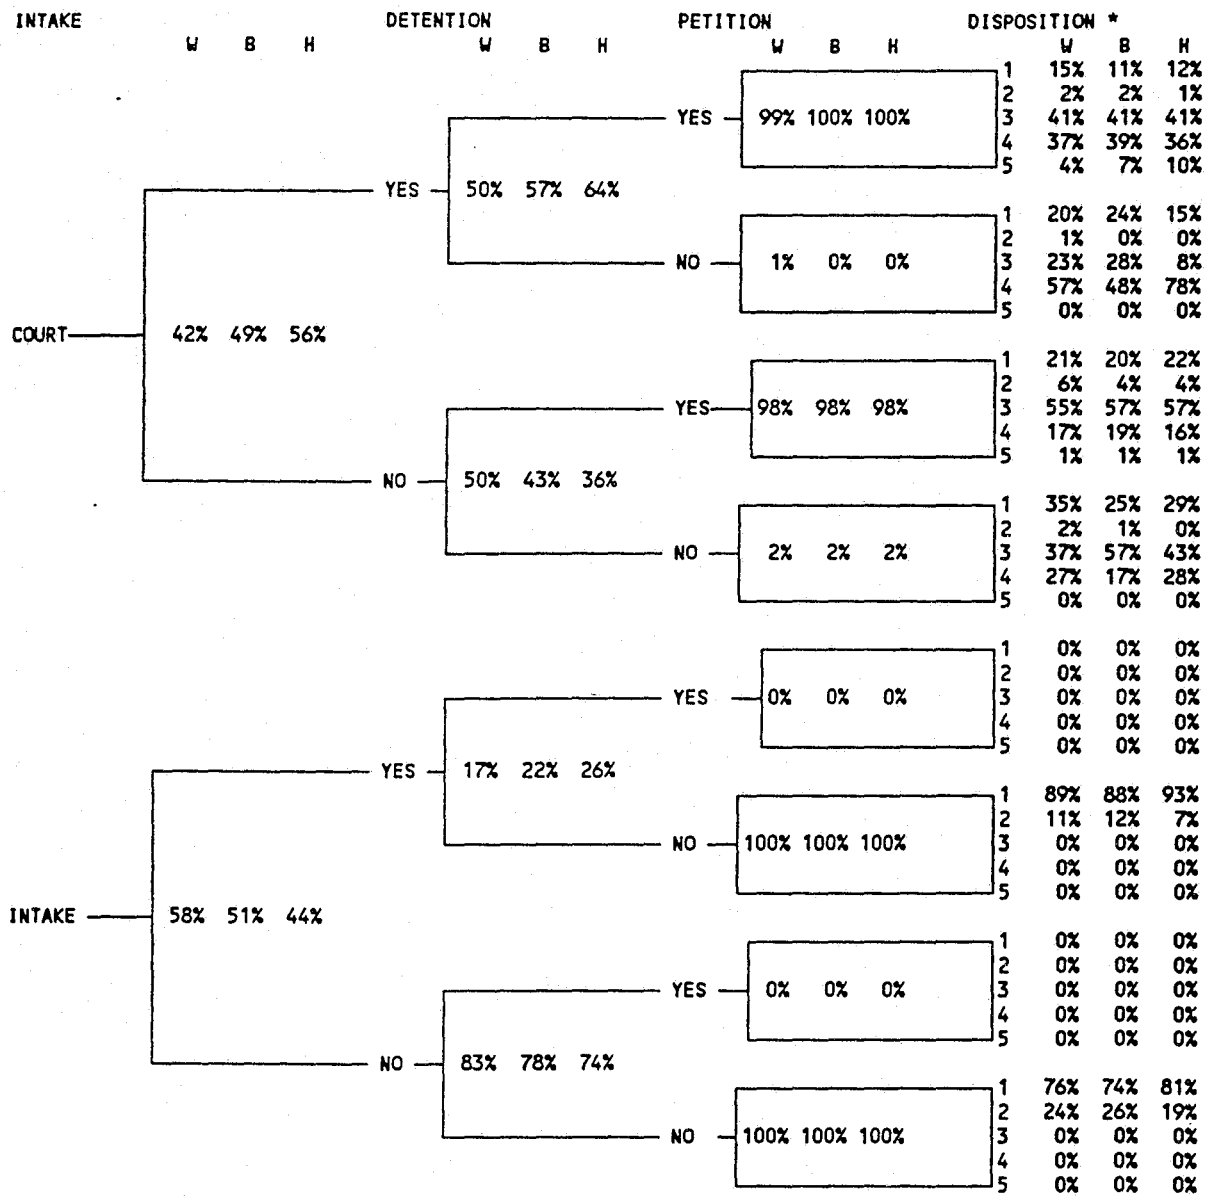 INTAKE DETENTION PETITION DISPOSITION *
W B H W B H W B H W B H
1 15% 11% 12%
2 2% 2% 1%
YES 99% 100% 100% 3 41% 41% 41%
4 37% 39% 36%
5 4% 7% 10%
YES 50% 57% 64%
1 20% 24% 15%
2 1% 0% 0%
NO 1% 0% 0% 3 23% 28% 8%
4 57% 48% 78%
5 0% 0% 0%
COURT 42% 49% 56%
1 21% 20% 22%
2 6% 4% 4%
YES 98% 98% 98% 3 55% 57% 57%
4 17% 19% 16%
5 1% 1% 1%
NO 50% 43% 36%
1 35% 25% 29%
2 2% 1% 0%
NO 2% 2% 2% 3 37% 57% 43%
4 27% 17% 28%
5 0% 0% 0%
1 0% 0% 0%
2 0% 0% 0%
YES 0% 0% 0% 3 0% 0% 0%
4 0% 0% 0%
5 0% 0% 0%
YES 17% 22% 26%
1 89% 88% 93%
2 11% 12% 7%
NO 100% 100% 100% 3 0% 0% 0%
4 0% 0% 0%
5 0% 0% 0%
INTAKE 58% 51% 44%
1 0% 0% 0%
2 0% 0% 0%
YES 0% 0% 0% 3 0% 0% 0%
4 0% 0% 0%
5 0% 0% 0%
NO 83% 78% 74%
1 76% 74% 81%
2 24% 26% 19%
NO 100% 100% 100% 3 0% 0% 0%
4 0% 0% 0%
5 0% 0% 0%